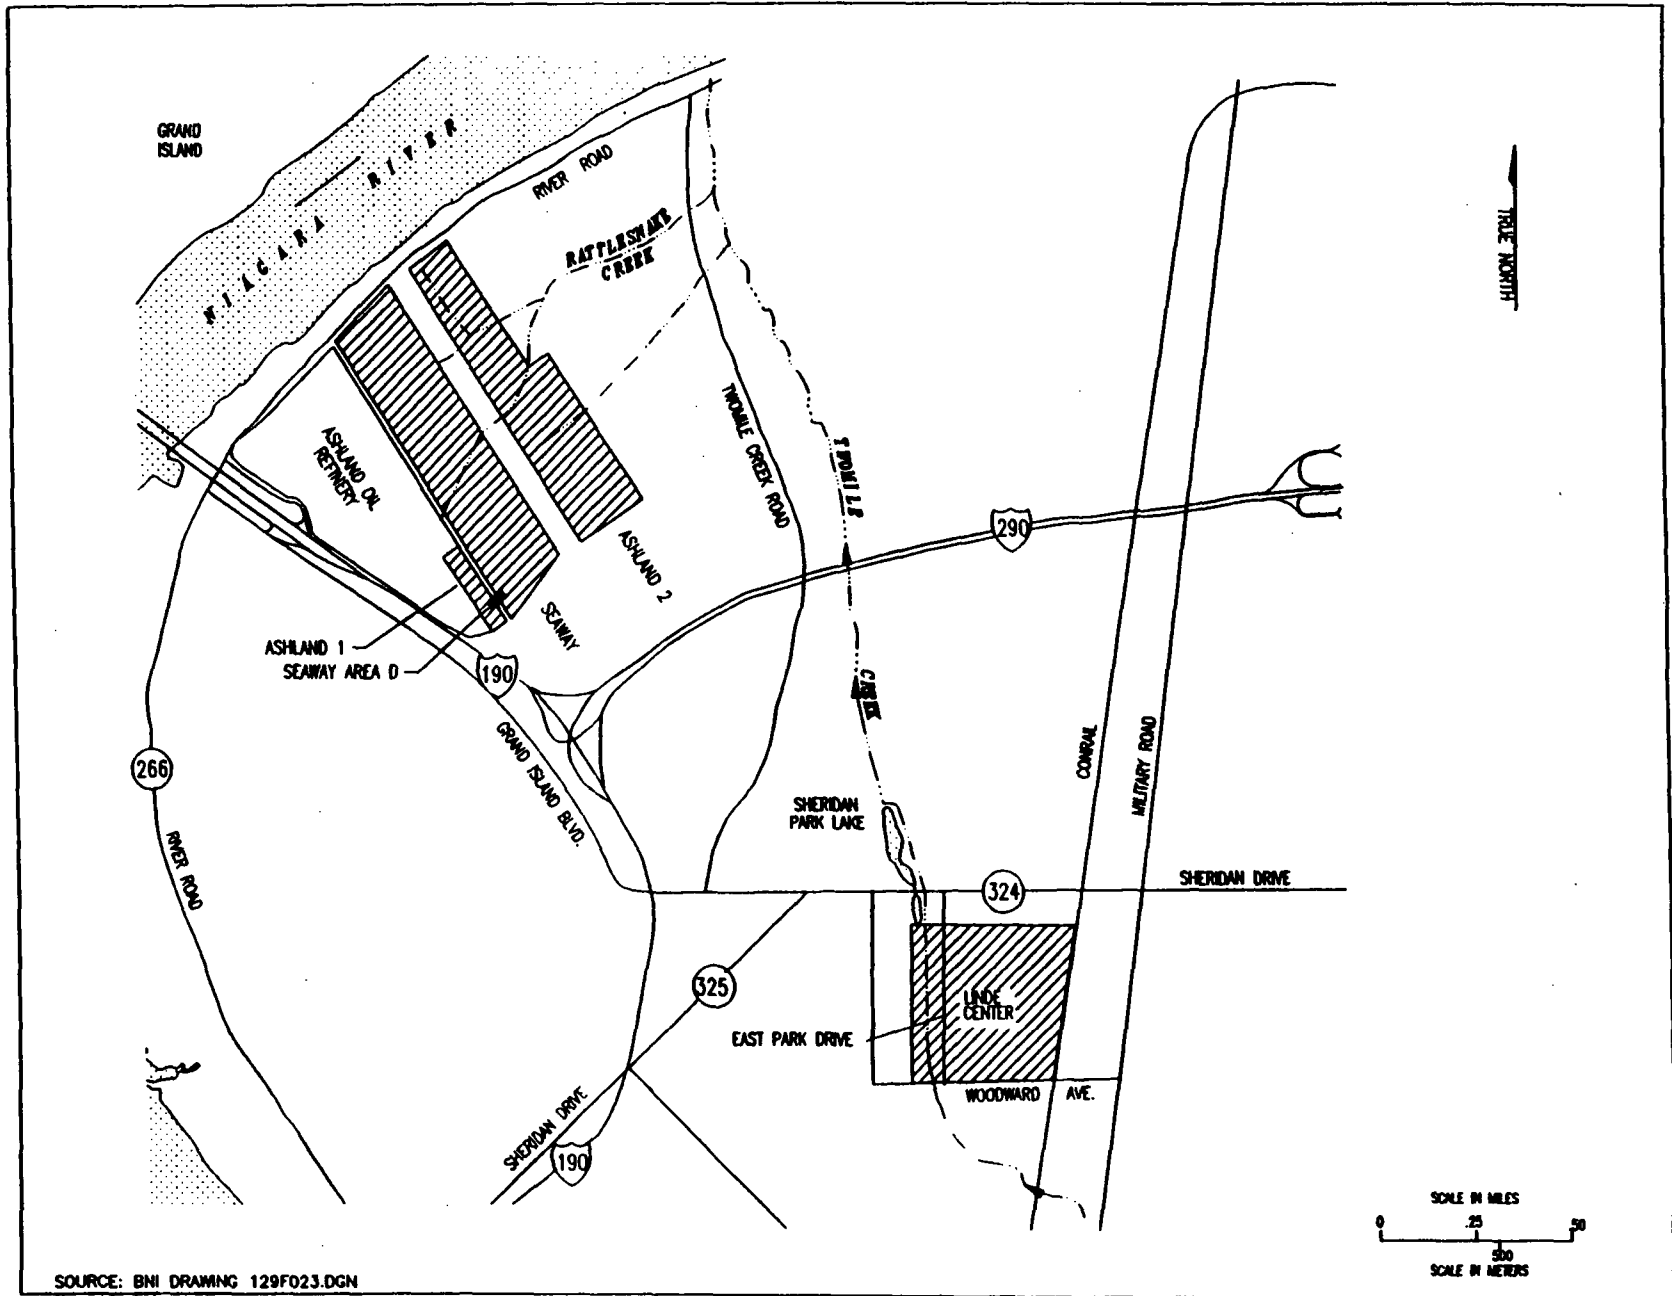 GRAND
ISLAND
NIAGARA RIVER
RIVER ROAD
RATTLESNAKE
CREEK
TRUE NORTH
ASHLAND OIL
REFINERY
TWOMILE CREEK ROAD
TWOMILE
CREEK
290
ASHLAND 2
SEAWAY
ASHLAND 1
SEAWAY AREA D
190
GRAND ISLAND BLVD.
266
RIVER ROAD
CONRAIL
MILITARY ROAD
SHERIDAN
PARK LAKE
324
SHERIDAN DRIVE
325
LINDE
CENTER
EAST PARK DRIVE
WOODWARD AVE.
SHERIDAN DRIVE
190
SCALE IN MILES
0 .25 .50
500
SCALE IN METERS
SOURCE: BNI DRAWING 129F023.DGN